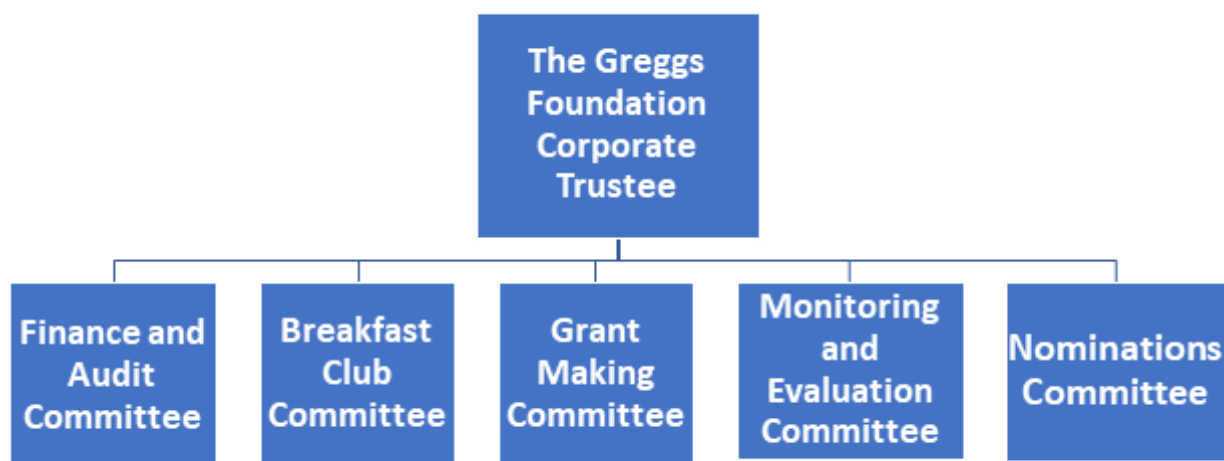 The Greggs
Foundation
Corporate
Trustee
Finance and
Audit
Committee
Breakfast
Club
Committee
Grant
Making
Committee
Monitoring
and
Evaluation
Committee
Nominations
Committee